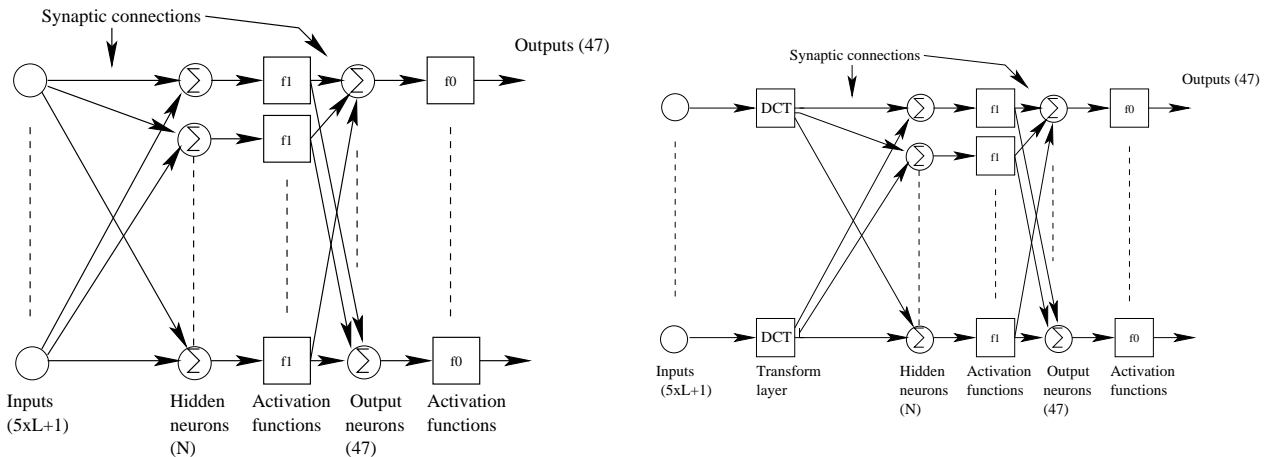 Synaptic connections
Outputs (47)
Σ
f1
Σ
f0
Σ
f1
Σ
f1
Σ
f0
Inputs
(5xL+1)
Hidden
neurons
(N)
Activation
functions
Output
neurons
(47)
Activation
functions
Synaptic connections
Outputs (47)
DCT
Σ
f1
Σ
f0
Σ
f1
DCT
Σ
f1
Σ
f0
Inputs
(5xL+1)
Transform
layer
Hidden
neurons
(N)
Activation
functions
Output
neurons
(47)
Activation
functions